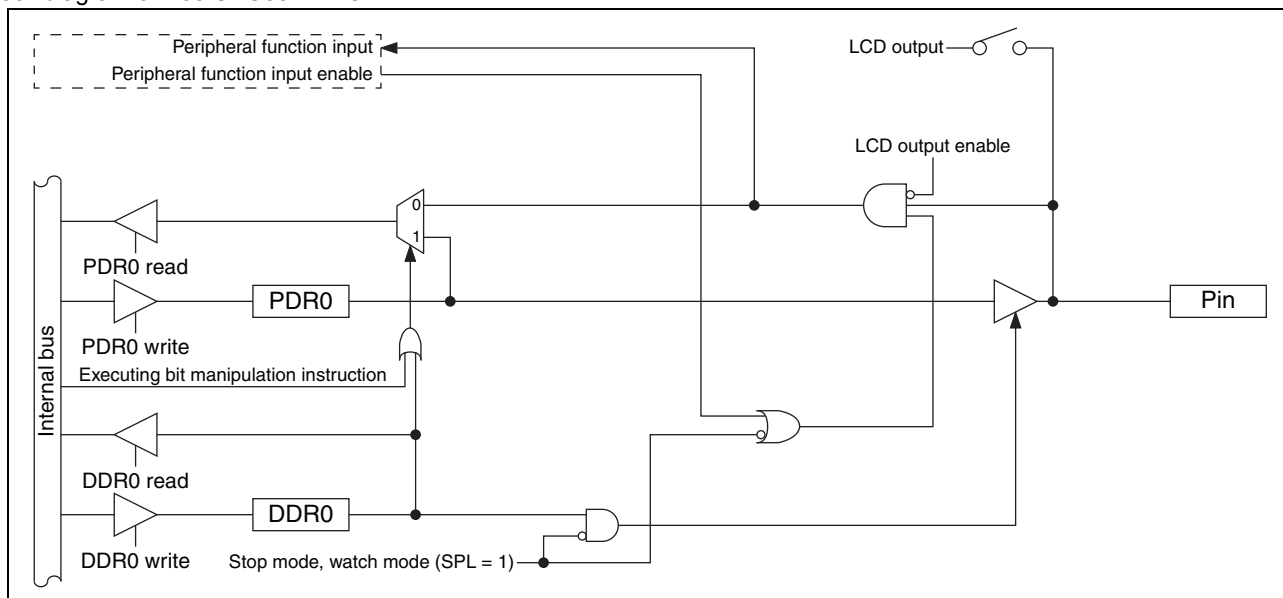 Peripheral function input
LCD output
Peripheral function input enable
LCD output enable
0
1
PDR0 read
PDR0
Pin
PDR0 write
Executing bit manipulation instruction
Internal bus
DDR0 read
DDR0
DDR0 write
Stop mode, watch mode (SPL = 1)